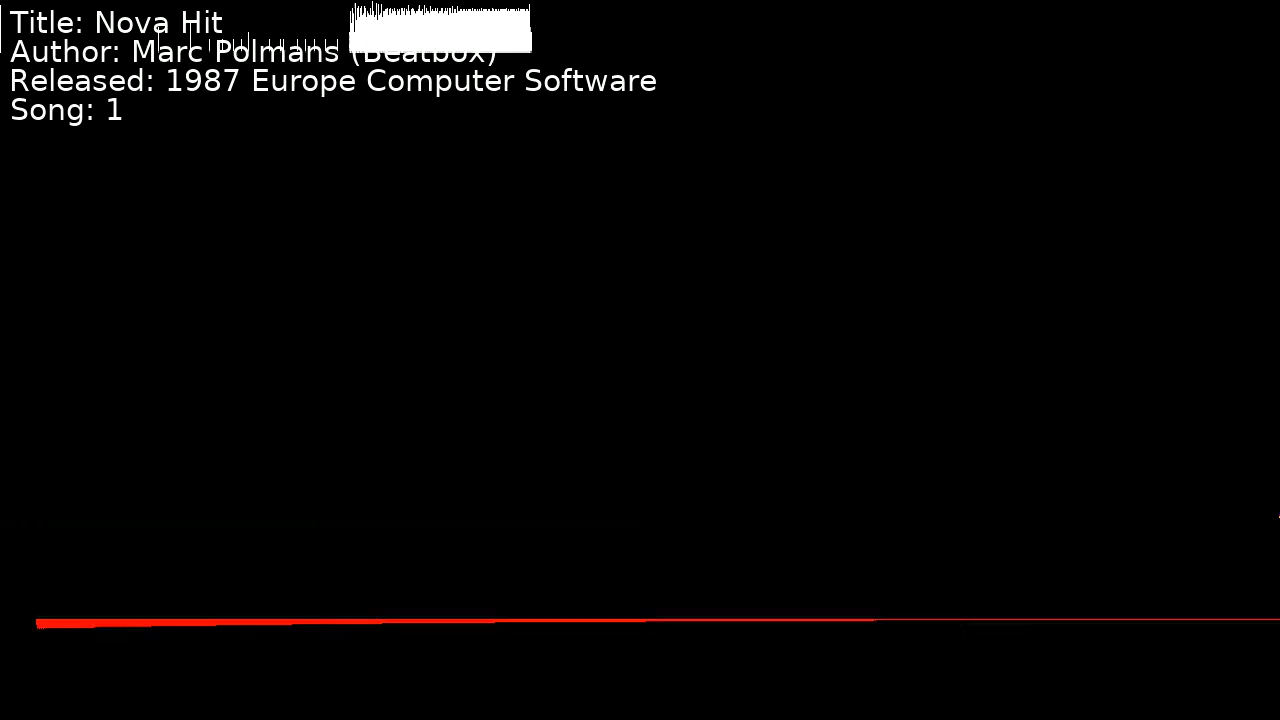 Title: Nova Hit
Author: Marc Polmans (Beatbox)
Released: 1987 Europe Computer Software
Song: 1